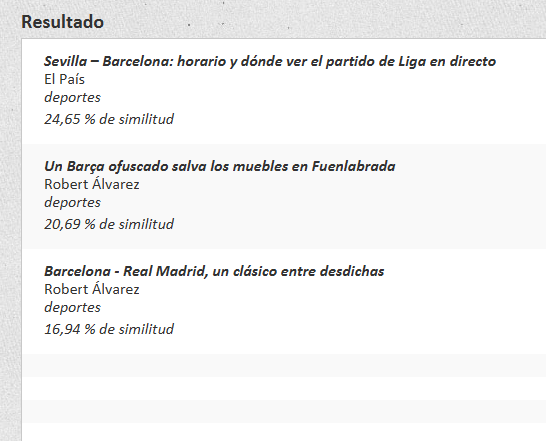 Resultado
Sevilla – Barcelona: horario y dónde ver el partido de Liga en directo
El País
deportes
24,65 % de similitud
Un Barça ofuscado salva los muebles en Fuenlabrada
Robert Álvarez
deportes
20,69 % de similitud
Barcelona - Real Madrid, un clásico entre desdichas
Robert Álvarez
deportes
16,94 % de similitud